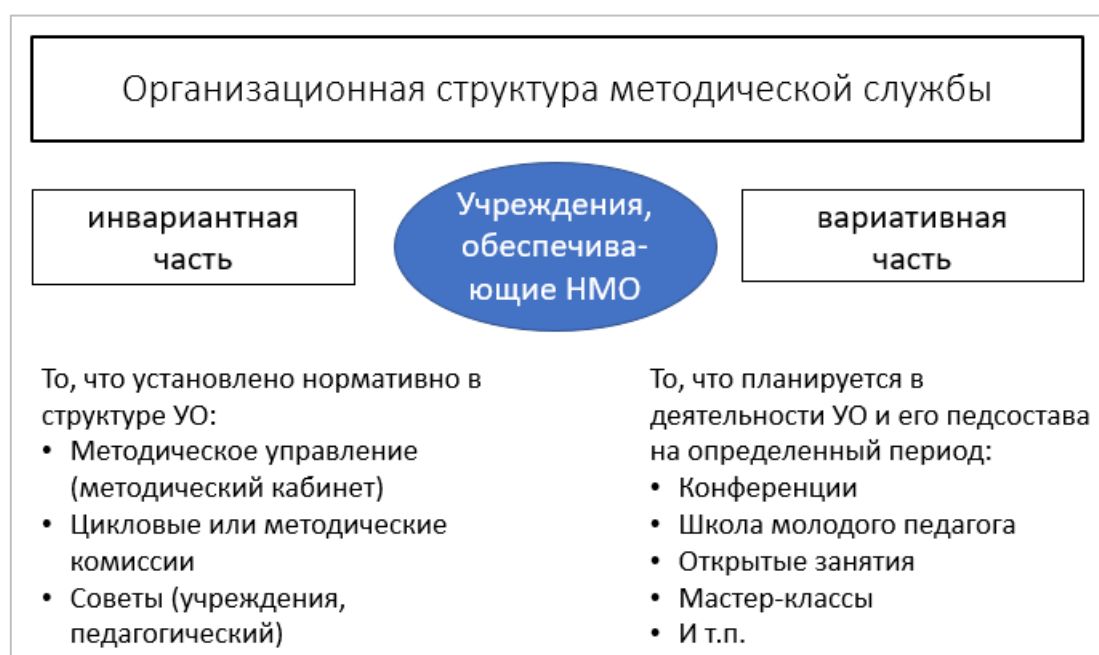 Организационная структура методической службы
инвариантная
часть
Учреждения,
обеспечива-
ющие НМО
вариативная
часть
То, что установлено нормативно в
структуре УО:
• Методическое управление
(методический кабинет)
• Цикловые или методические
комиссии
• Советы (учреждения,
педагогический)
То, что планируется в
деятельности УО и его педсостава
на определенный период:
• Конференции
• Школа молодого педагога
• Открытые занятия
• Мастер-классы
• И т.п.